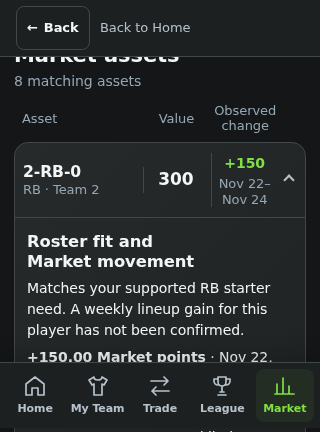 ← Back
Back to Home
Market assets
8 matching assets
Asset
Value
Observed
change
2-RB-0
RB · Team 2
300
+150
Nov 22–
Nov 24
Roster fit and
Market movement
Matches your supported RB starter
need. A weekly lineup gain for this
player has not been confirmed.
+150.00 Market points · Nov 22,
Home
My Team
Trade
League
Market